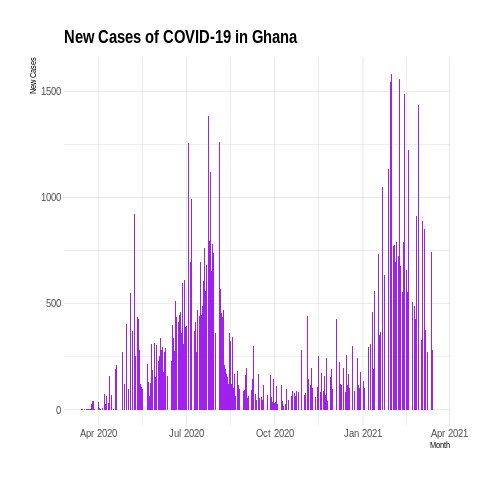 New Cases of COVID-19 in Ghana
New Cases
1500
1000
500
0
Apr 2020
Jul 2020
Oct 2020
Jan 2021
Apr 2021
Month